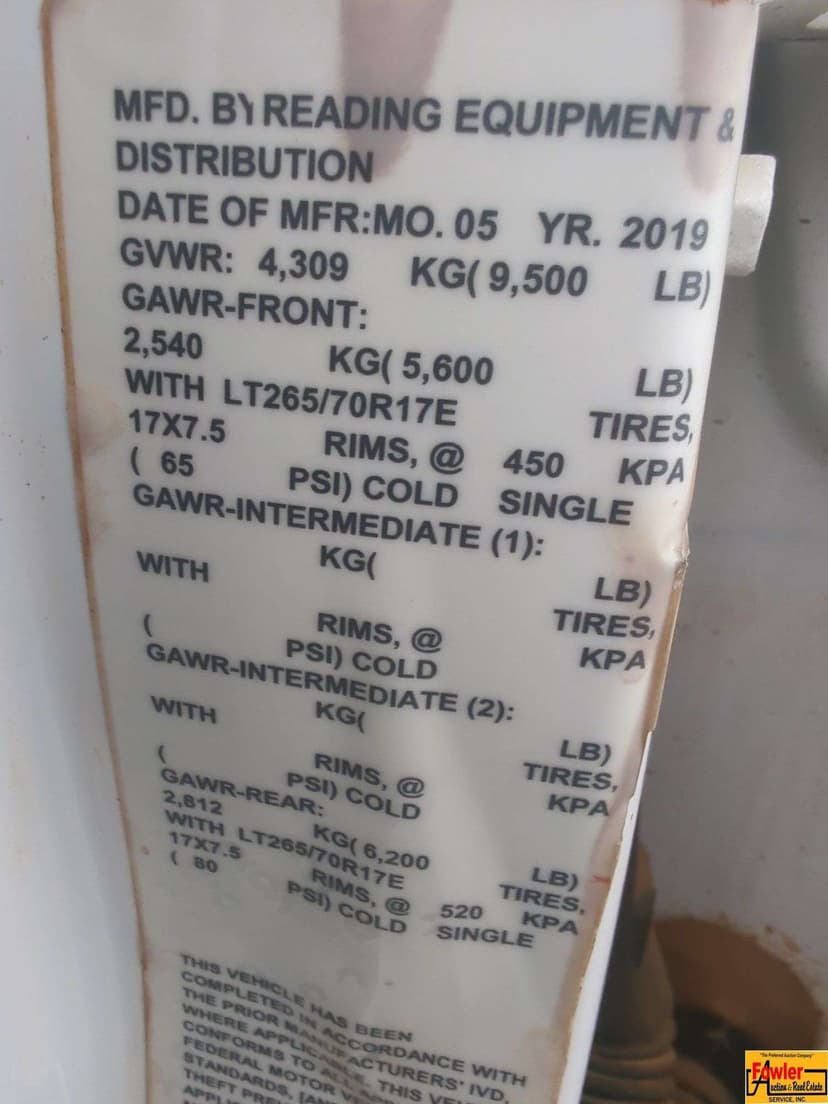 MFD. BY READING EQUIPMENT &
DISTRIBUTION
DATE OF MFR:MO. 05 YR. 2019
GVWR: 4,309 KG( 9,500 LB)
GAWR-FRONT:
2,540 KG( 5,600 LB)
WITH LT265/70R17E TIRES,
17X7.5 RIMS, @ 450 KPA
( 65 PSI) COLD SINGLE
GAWR-INTERMEDIATE (1):
KG( LB)
WITH TIRES,
RIMS, @ KPA
( PSI) COLD
GAWR-INTERMEDIATE (2):
KG( LB)
WITH TIRES,
RIMS, @ KPA
( PSI) COLD
GAWR-REAR:
2,812 KG( 6,200 LB)
WITH LT265/70R17E TIRES,
17X7.5 RIMS, @ 520 KPA
( 80 PSI) COLD SINGLE
THIS VEHICLE HAS BEEN
COMPLETED IN ACCORDANCE WITH
THE PRIOR MANUFACTURERS' IVD,
WHERE APPLICABLE. THIS
CONFORMS TO
FEDERAL MOTOR
STANDARDS,
THEFT
"The Preferred Auction Company"
Fowler
Auction & Real Estate
SERVICE, INC.